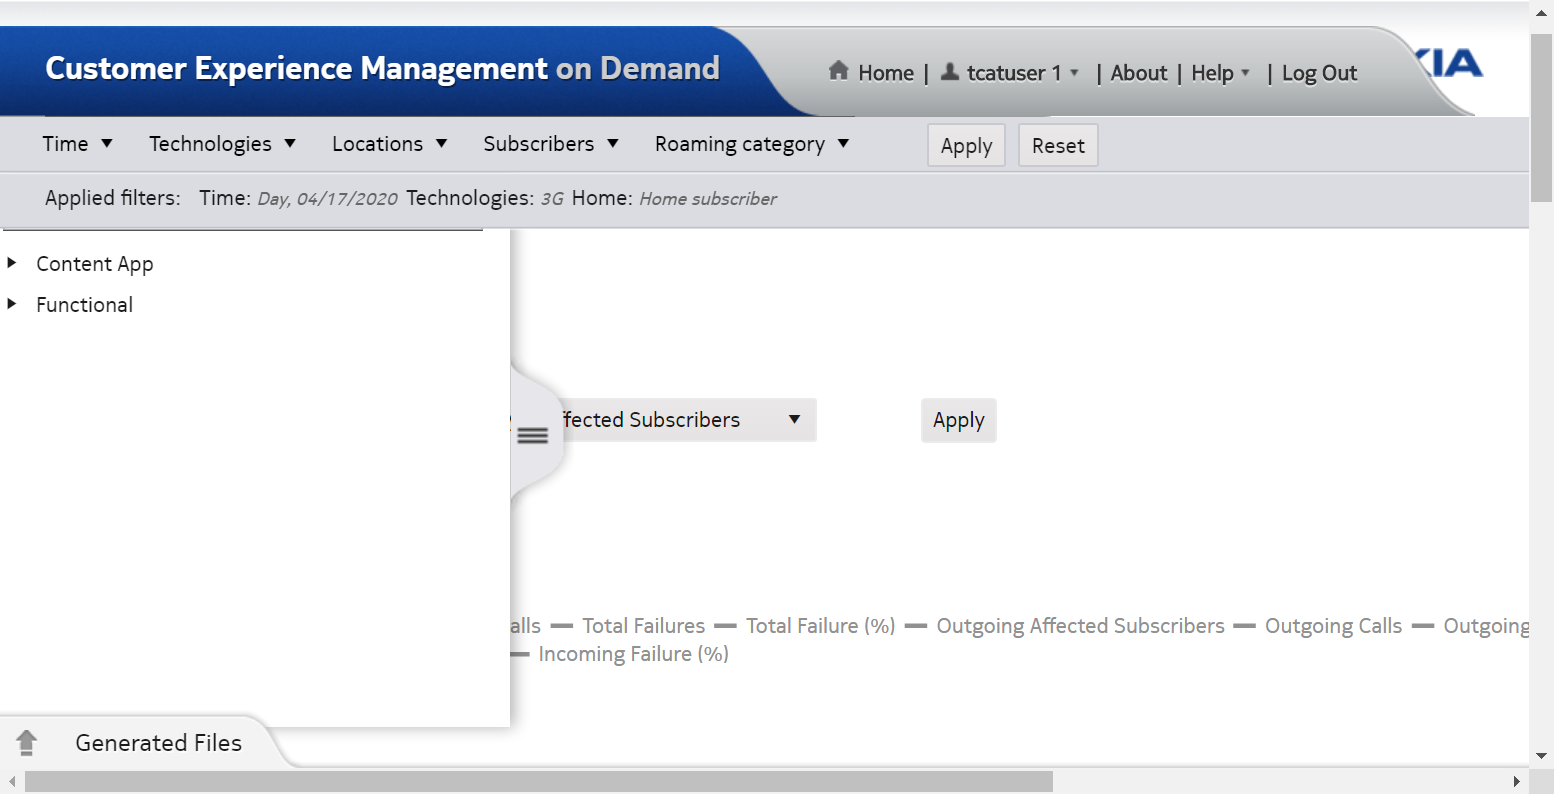 Customer Experience Management on Demand
Home | tcatuser 1 | About | Help | Log Out
Time Technologies Locations Subscribers Roaming category Apply Reset
Applied filters: Time: Day, 04/17/2020 Technologies: 3G Home: Home subscriber
Content App
Functional
ffected Subscribers Apply
alls Total Failures Total Failure (%) Outgoing Affected Subscribers Outgoing Calls Outgoing
Incoming Failure (%)
Generated Files